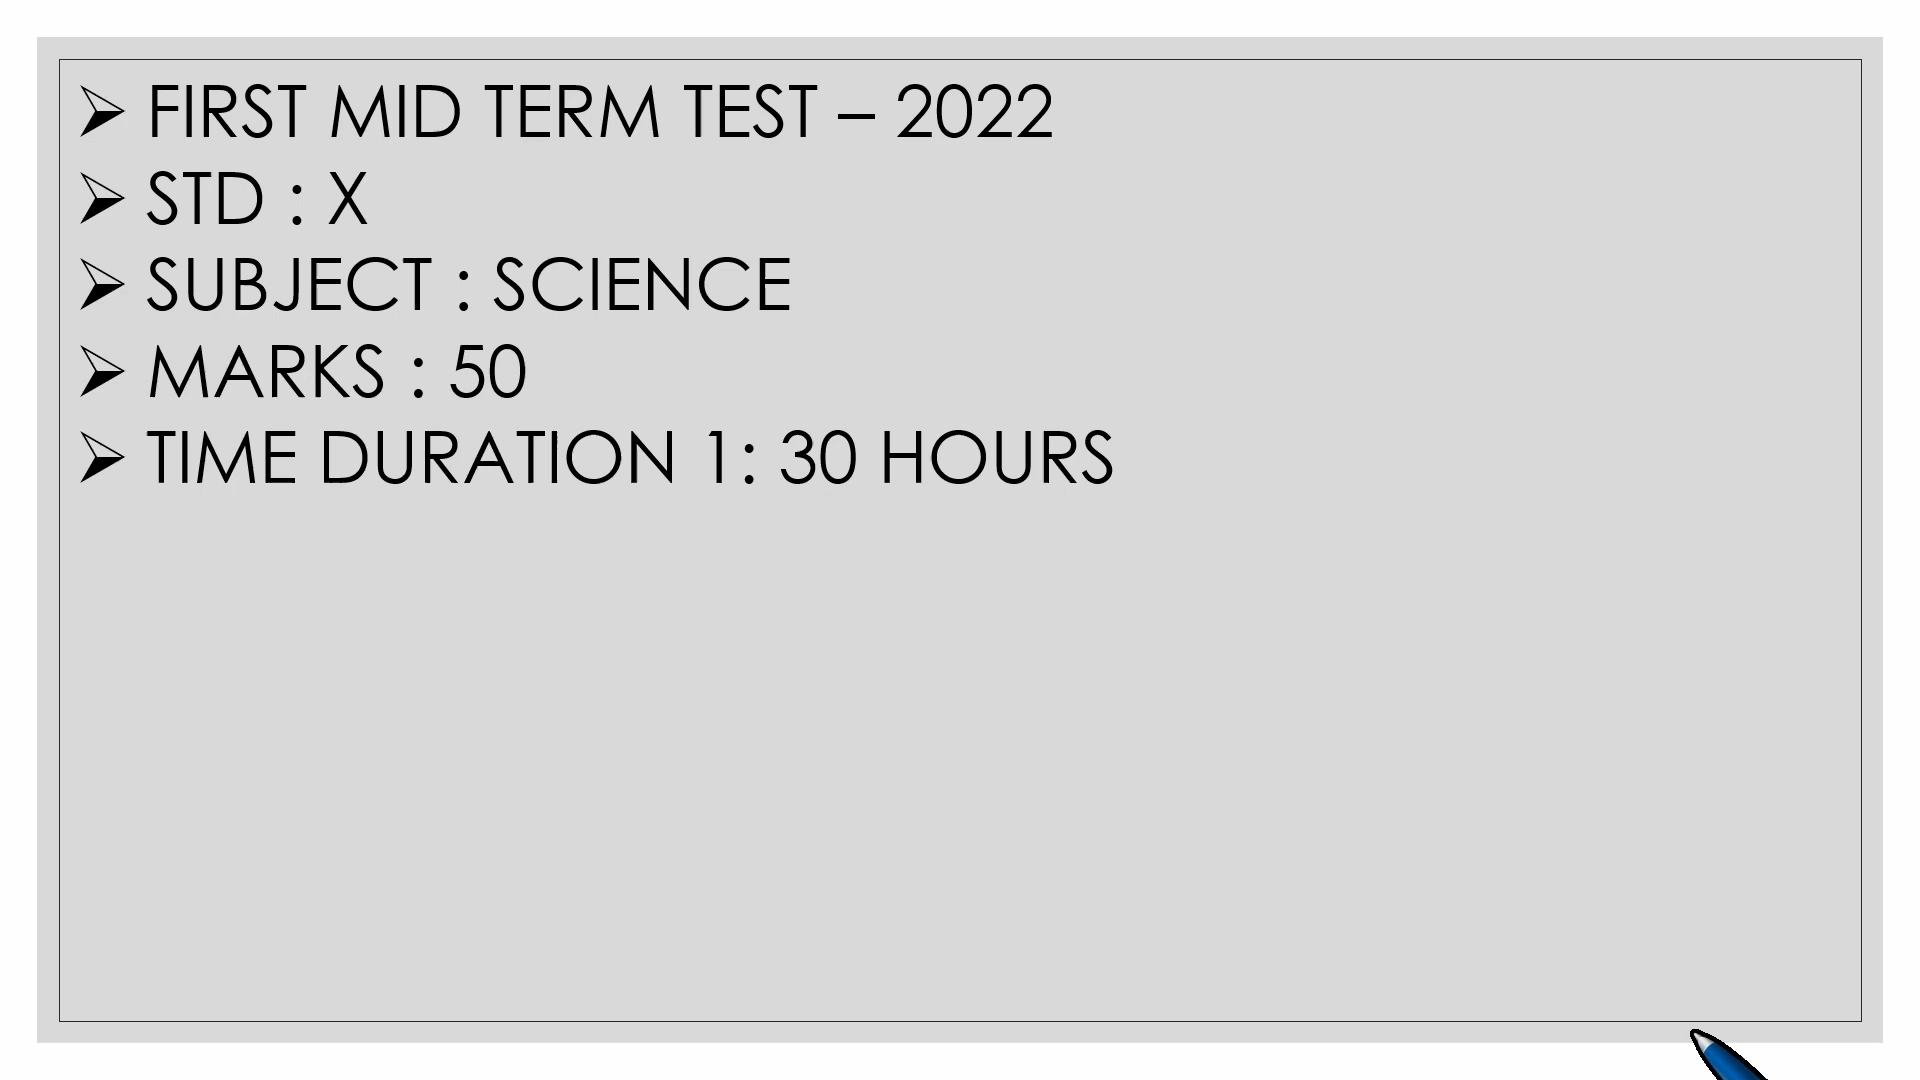 ➢ FIRST MID TERM TEST – 2022
➢ STD : X
➢ SUBJECT : SCIENCE
➢ MARKS : 50
➢ TIME DURATION 1: 30 HOURS